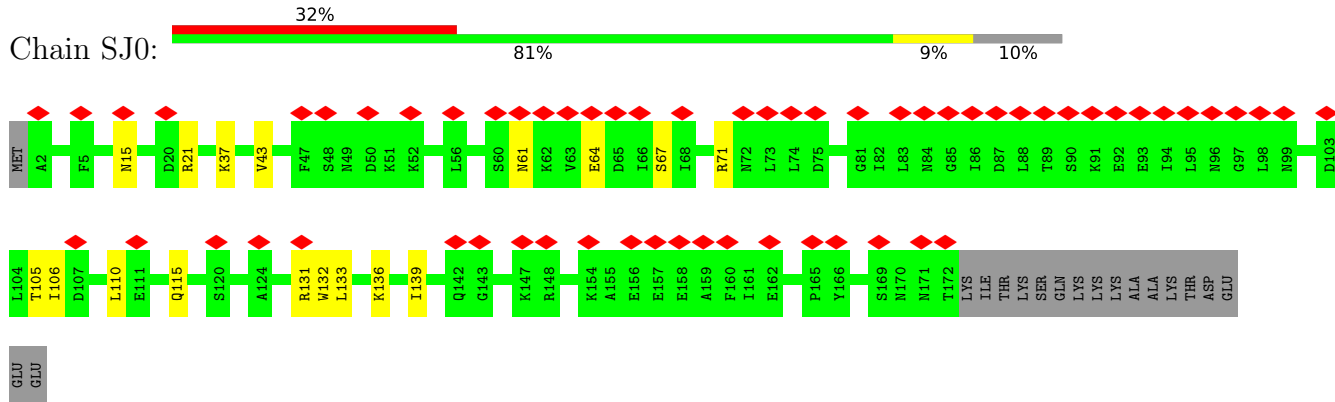 32%
Chain SJ0:
81% 9% 10%
MET A2 F5 N15 D20 R21 K37 V43 F47 S48 N49 D50 K51 K52 L56 S60 N61 K62 V63 E64 D65 I66 S67 I68 R71 N72 L73 L74 D75 G81 I82 L83 N84 G85 I86 D87 L88 T89 S90 K91 E92 E93 I94 L95 N96 G97 L98 N99 D103
L104 T105 I106 D107 L110 E111 Q115 S120 A124 R131 W132 L133 K136 I139 Q142 G143 K147 R148 K154 A155 E156 E157 E158 A159 F160 I161 E162 P165 Y166 S169 N170 N171 T172 LYS ILE THR LYS SER GLN LYS LYS LYS ALA ALA LYS THR ASP GLU
GLU GLU